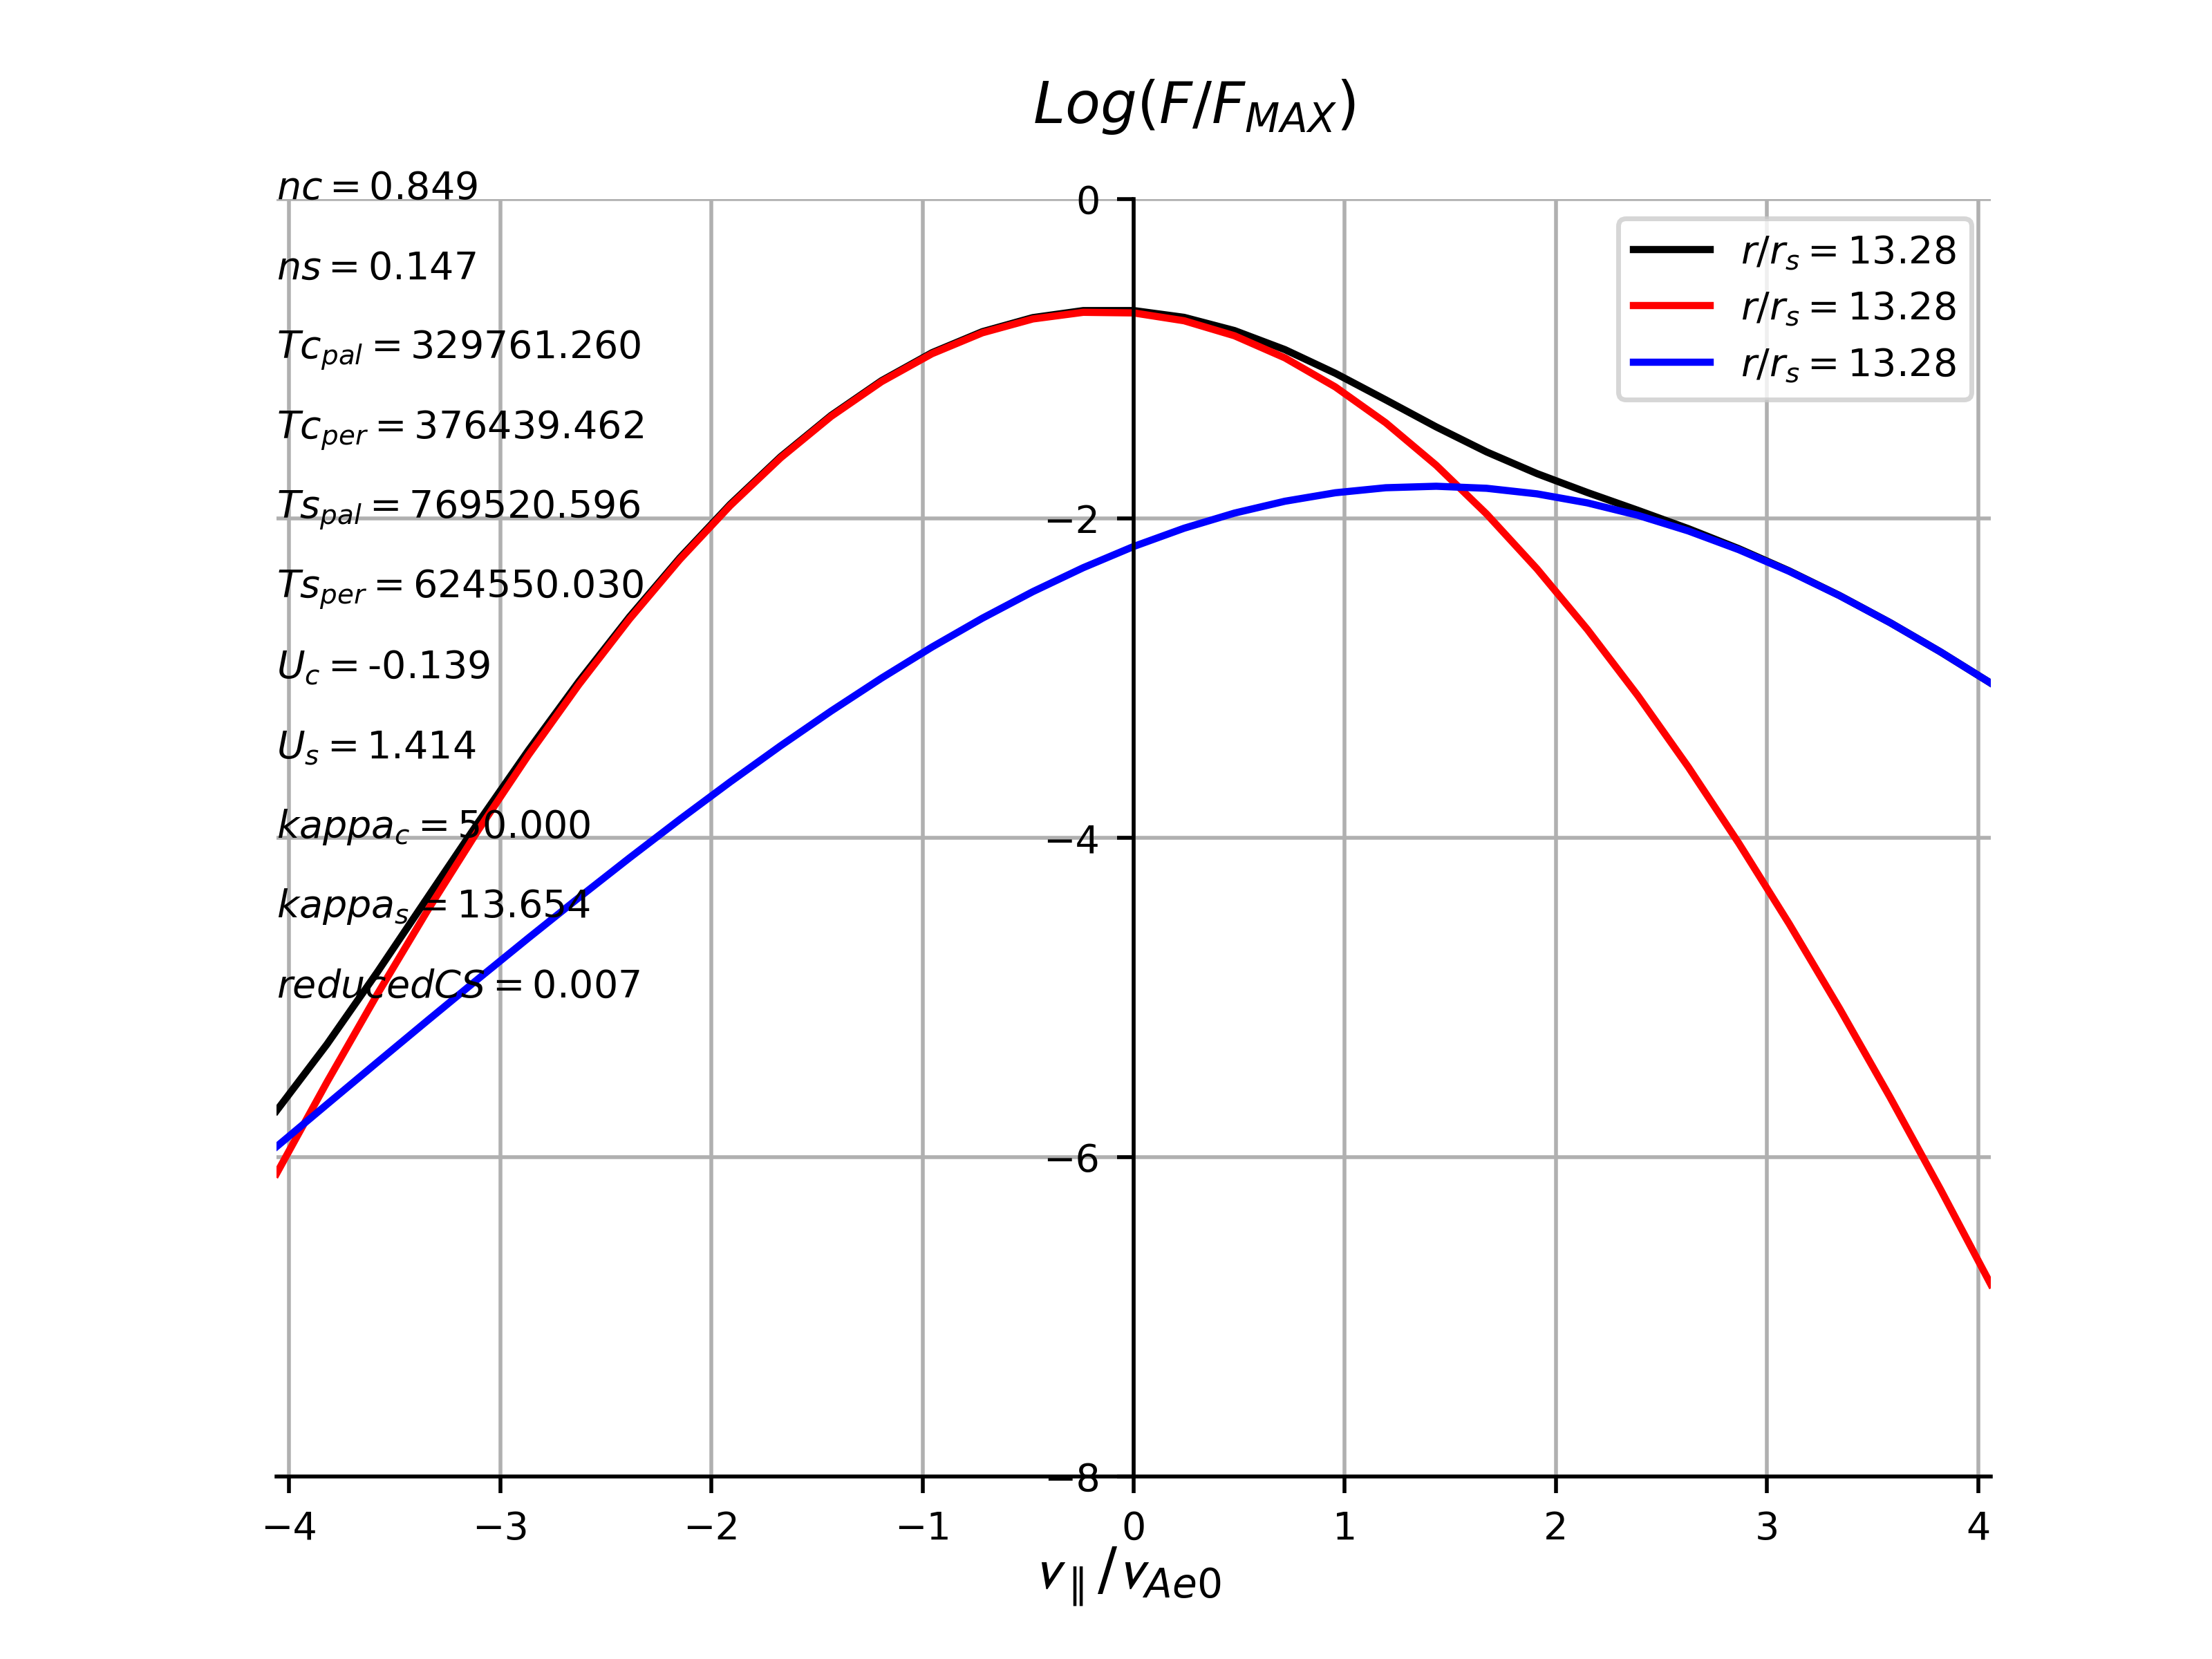 Log(F/F_MAX)
nc = 0.849
ns = 0.147
Tc_pal = 329761.260
Tc_per = 376439.462
Ts_pal = 769520.596
Ts_per = 624550.030
U_c = -0.139
U_s = 1.414
kappa_c = 50.000
kappa_s = 13.654
reducedCS = 0.007
0
−2
−4
−6
−8
r/r_s = 13.28
r/r_s = 13.28
r/r_s = 13.28
−4 −3 −2 −1 0 1 2 3 4
v_∥/v_Ae0